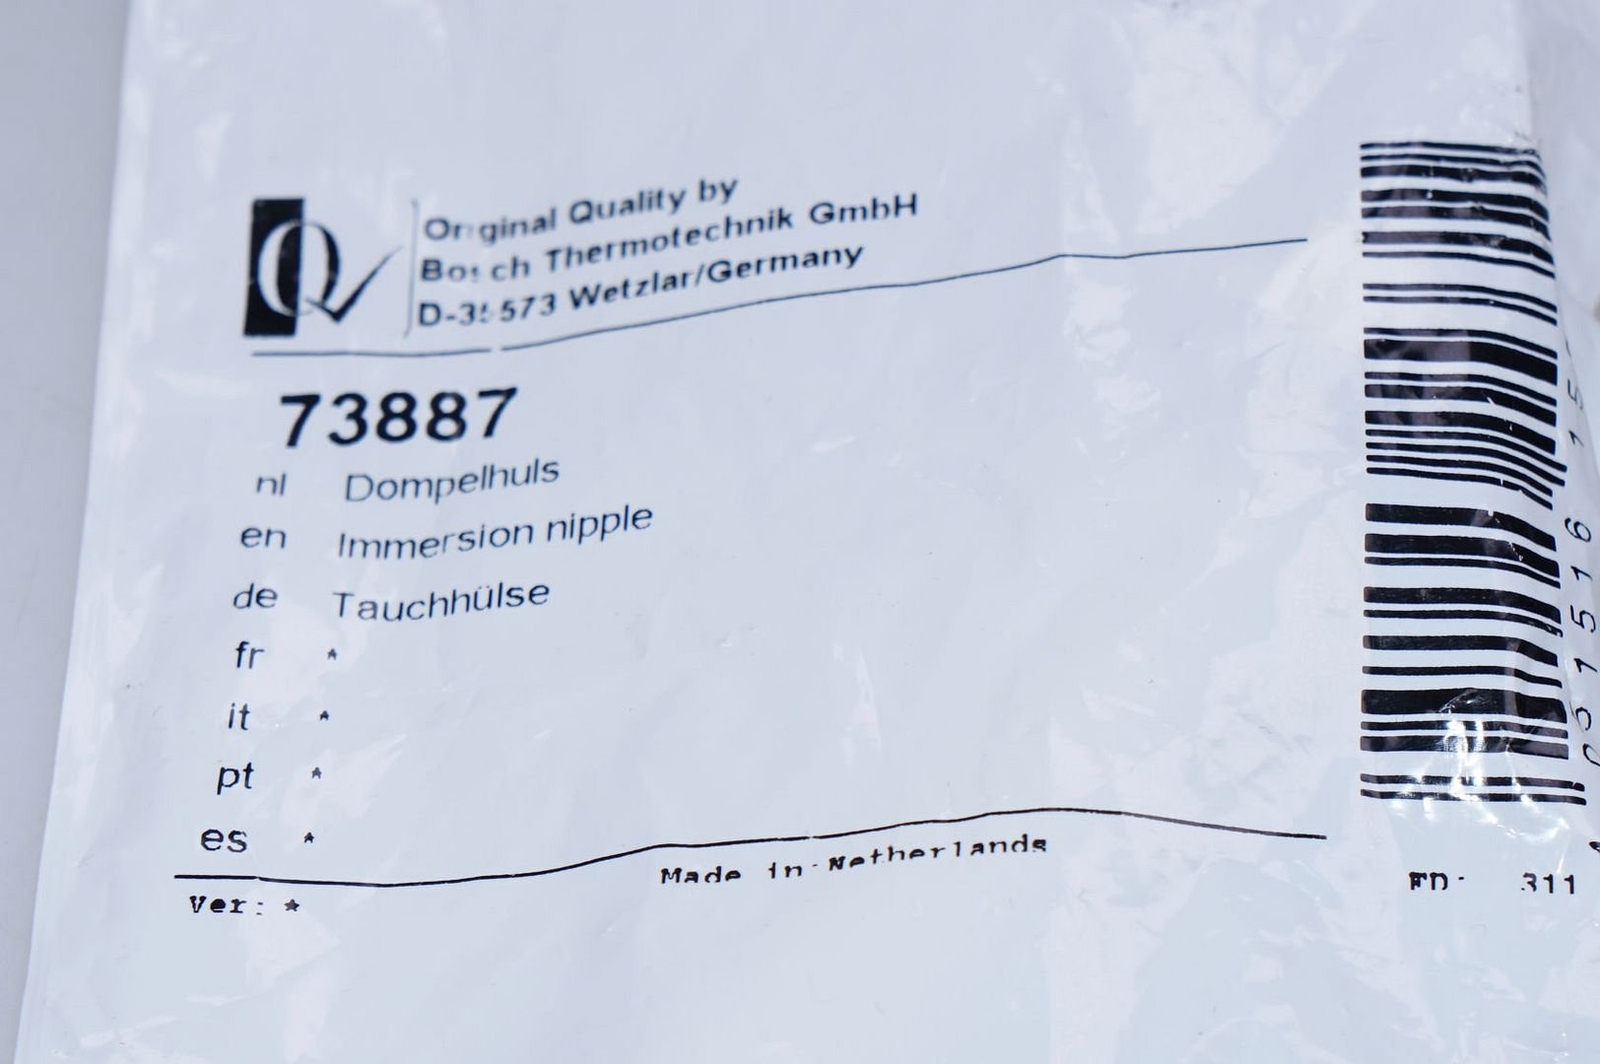 Q
Original Quality by
Bosch Thermotechnik GmbH
D-35573 Wetzlar/Germany
73887
nl Dompelhuls
en Immersion nipple
de Tauchhülse
fr *
it *
pt *
es *
Made in Netherlands
Ver: *
FD: 311